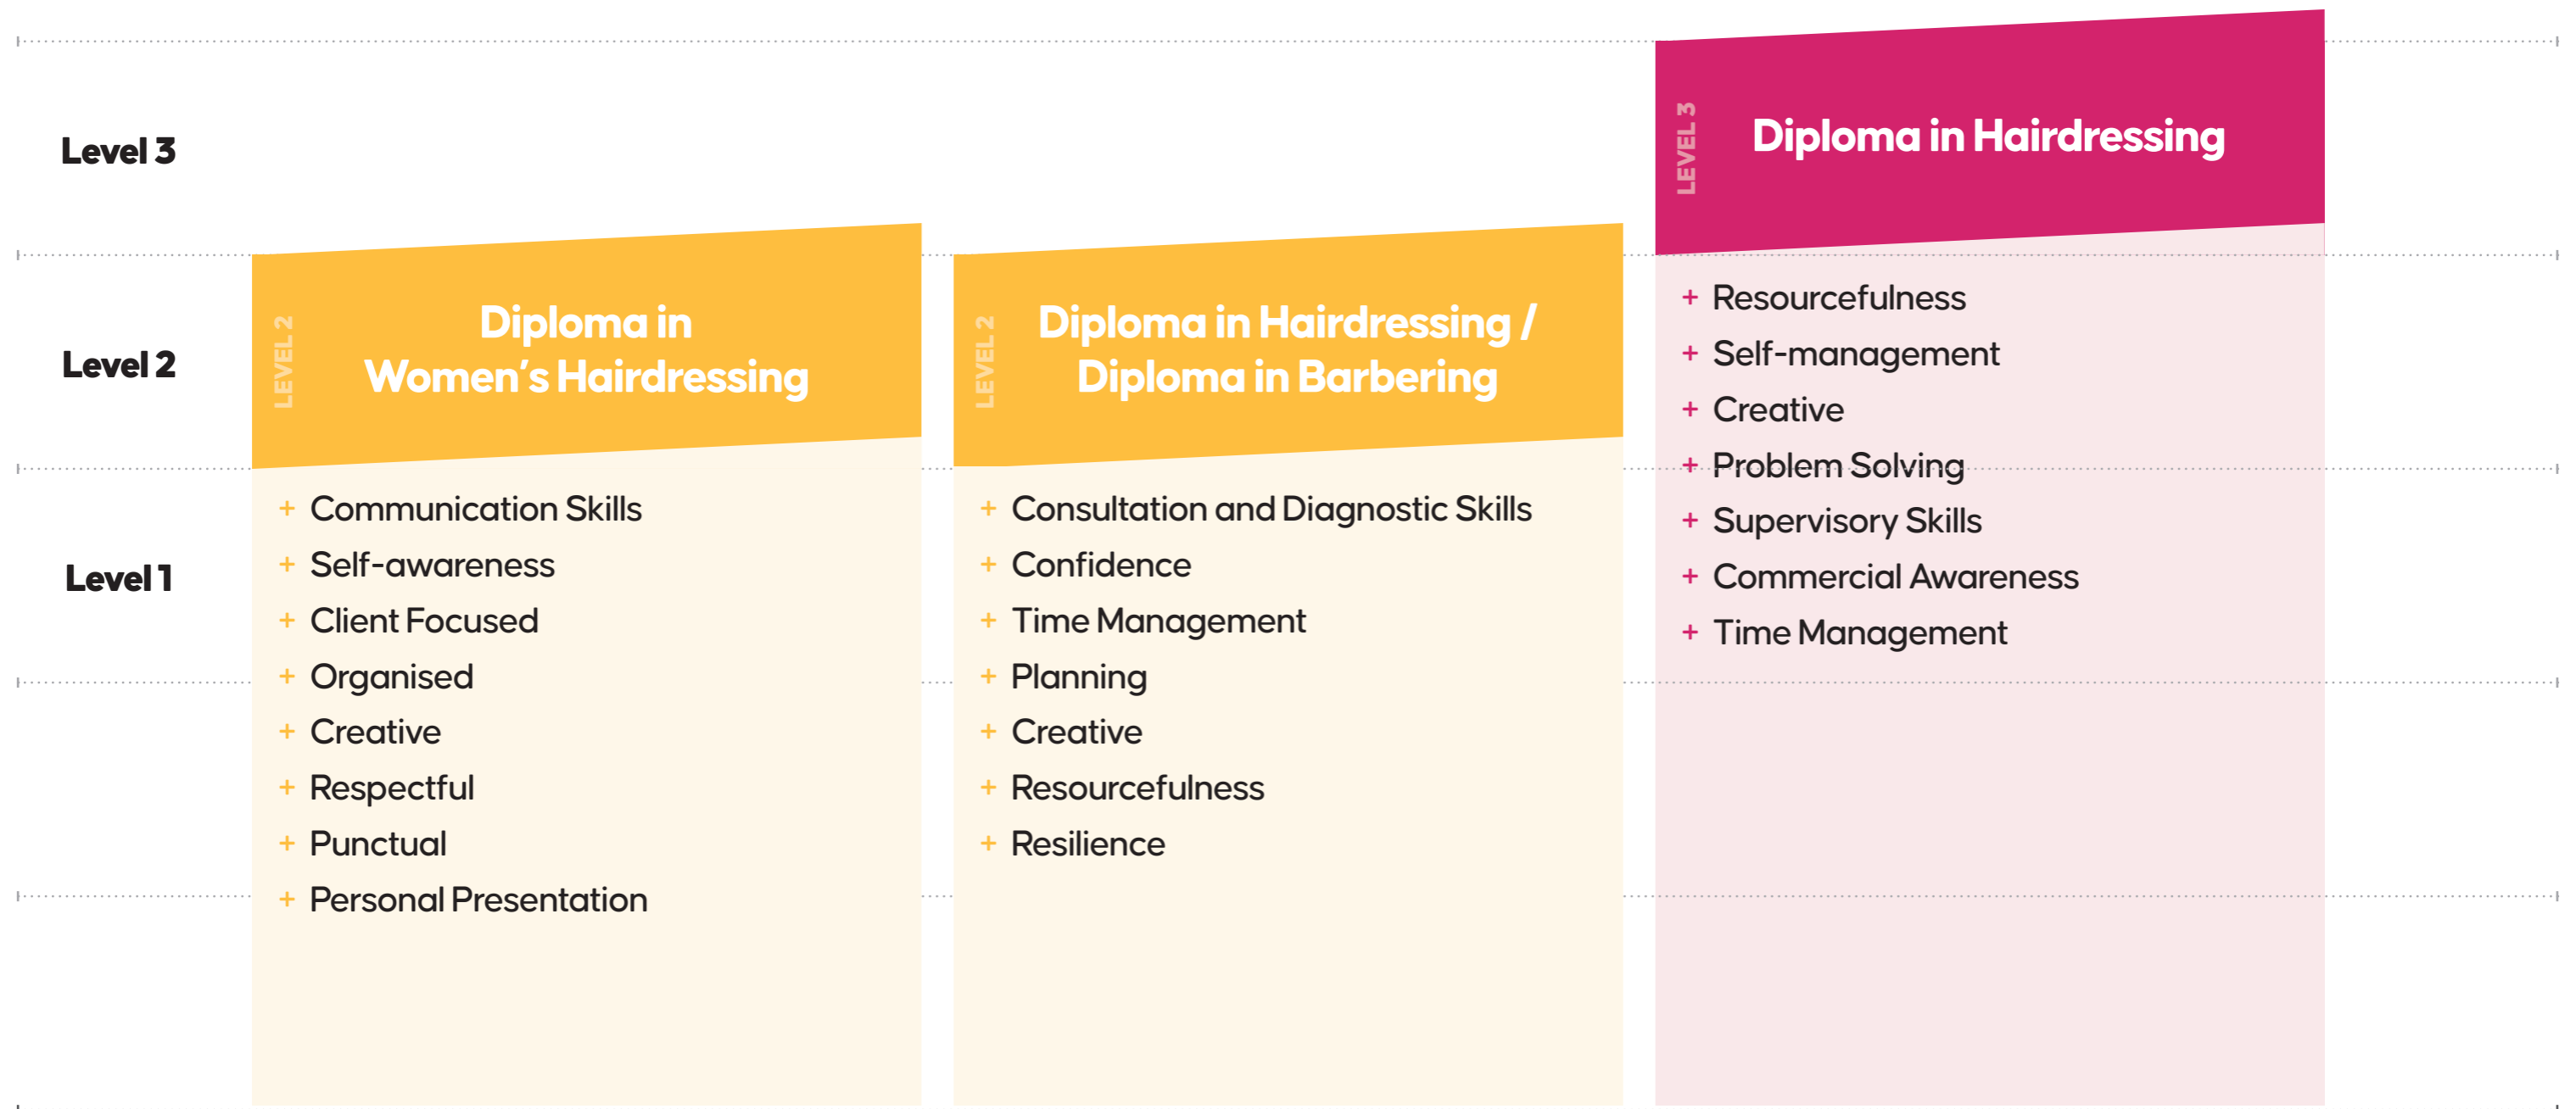 Level 3
Level 2
Level 1
LEVEL 2
Diploma in
Women's Hairdressing
+ Communication Skills
+ Self-awareness
+ Client Focused
+ Organised
+ Creative
+ Respectful
+ Punctual
+ Personal Presentation
LEVEL 2
Diploma in Hairdressing /
Diploma in Barbering
+ Consultation and Diagnostic Skills
+ Confidence
+ Time Management
+ Planning
+ Creative
+ Resourcefulness
+ Resilience
LEVEL 3
Diploma in Hairdressing
+ Resourcefulness
+ Self-management
+ Creative
+ Problem Solving
+ Supervisory Skills
+ Commercial Awareness
+ Time Management